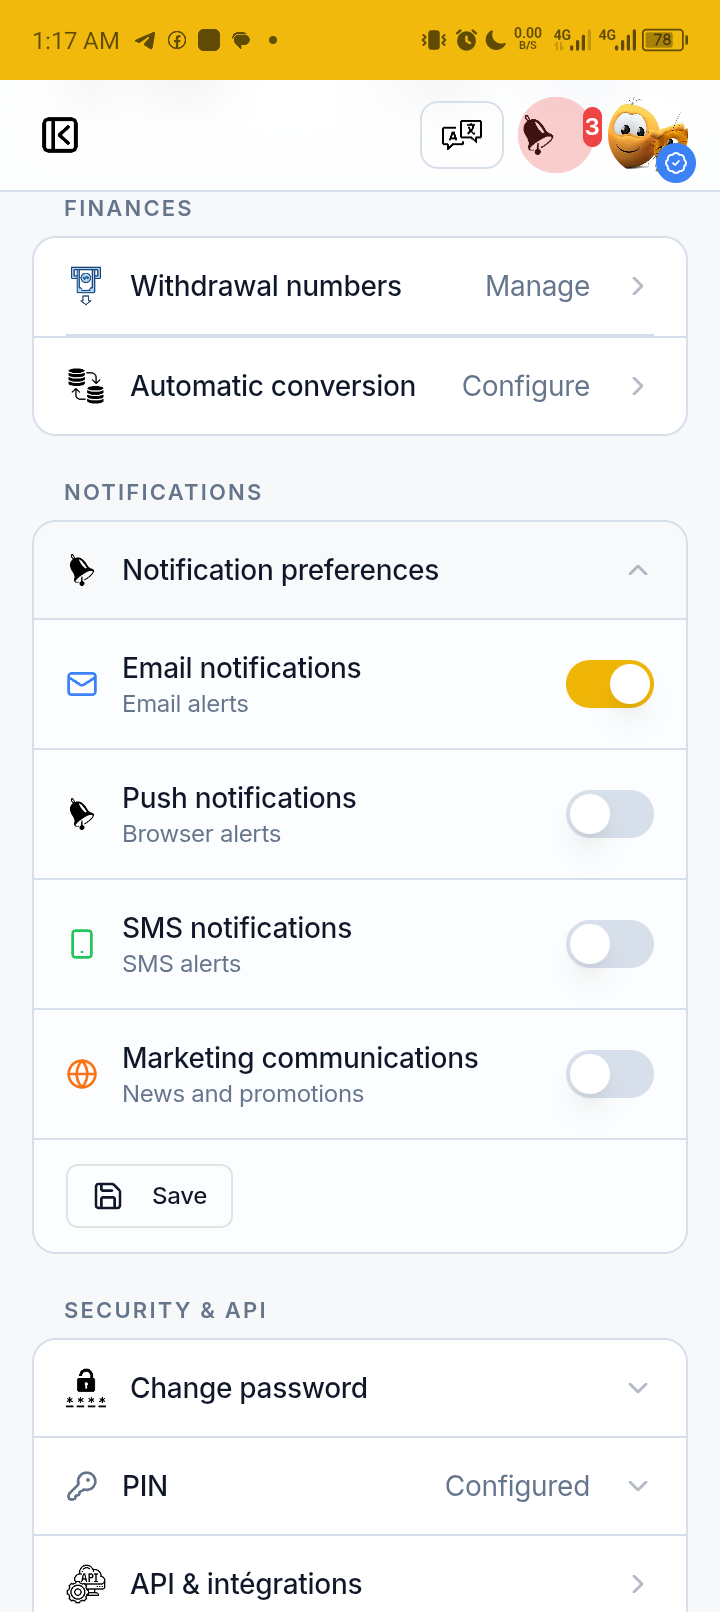 1:17 AM
0.00
B/S
4G
4G
78
A 文
3
FINANCES
Withdrawal numbers
Manage
Automatic conversion
Configure
NOTIFICATIONS
Notification preferences
Email notifications
Email alerts
Push notifications
Browser alerts
SMS notifications
SMS alerts
Marketing communications
News and promotions
Save
SECURITY & API
Change password
PIN
Configured
API
API & intégrations